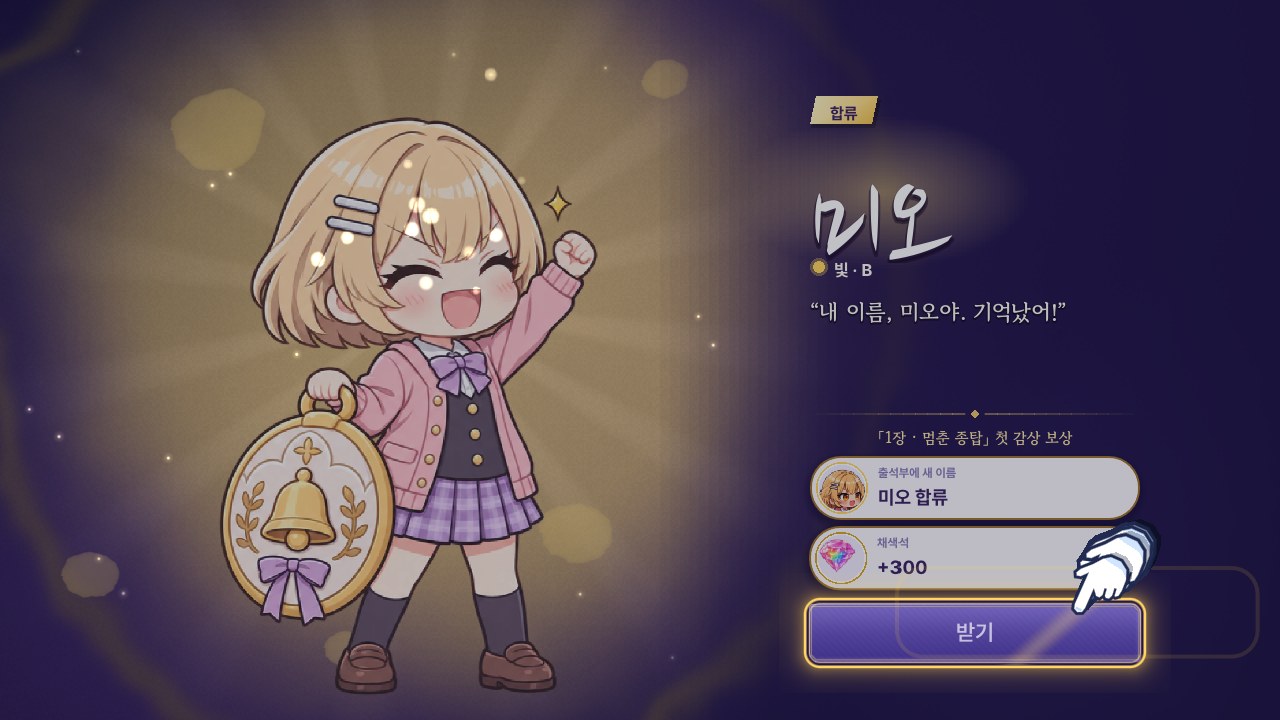 합류
미오
빛 · B
“내 이름, 미오야. 기억났어!”
「1장 · 멈춘 종탑」 첫 감상 보상
출석부에 새 이름
미오 합류
채색석
+300
받기